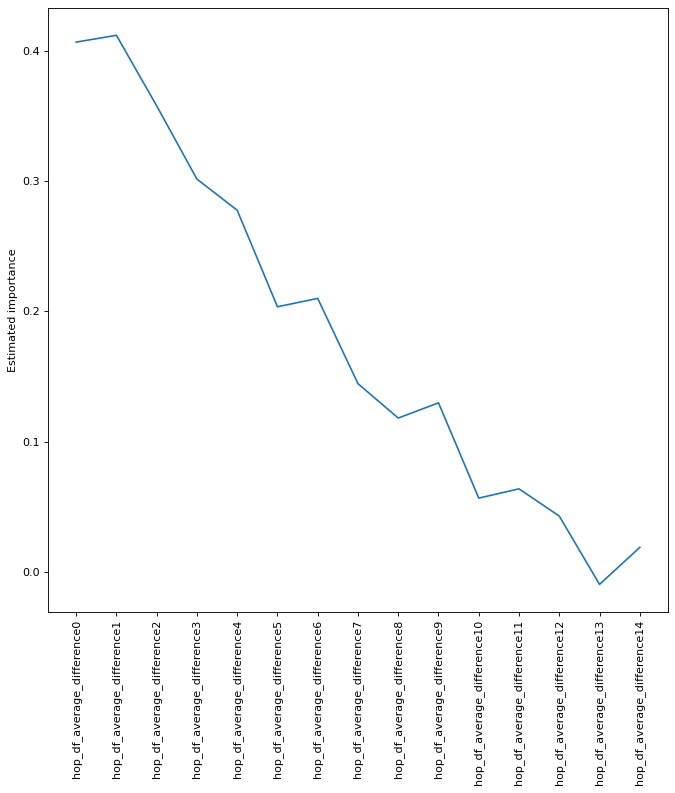 0.4
0.3
0.2
0.1
0.0
Estimated importance
hop_df_average_difference0
hop_df_average_difference1
hop_df_average_difference2
hop_df_average_difference3
hop_df_average_difference4
hop_df_average_difference5
hop_df_average_difference6
hop_df_average_difference7
hop_df_average_difference8
hop_df_average_difference9
hop_df_average_difference10
hop_df_average_difference11
hop_df_average_difference12
hop_df_average_difference13
hop_df_average_difference14